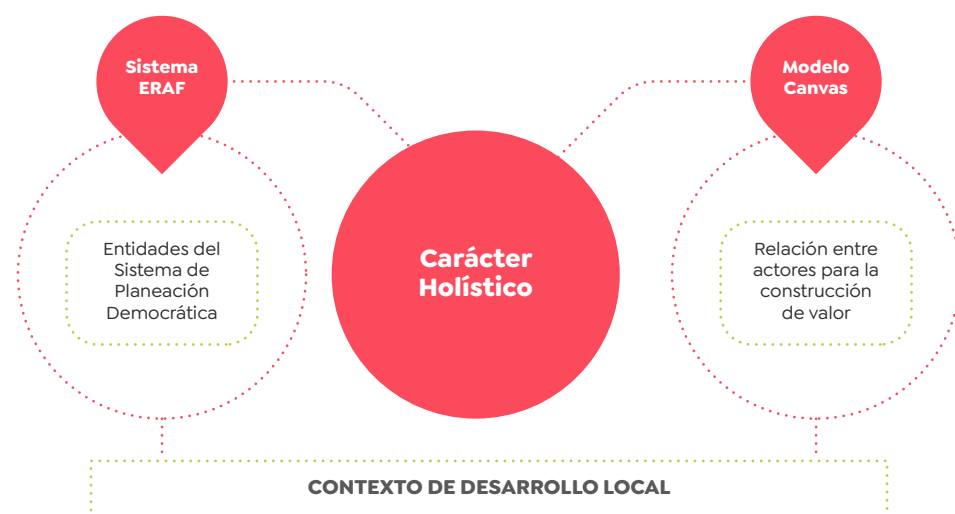 Sistema
ERAF
Modelo
Canvas
Entidades del
Sistema de
Planeación
Democrática
Carácter
Holístico
Relación entre
actores para la
construcción
de valor
CONTEXTO DE DESARROLLO LOCAL